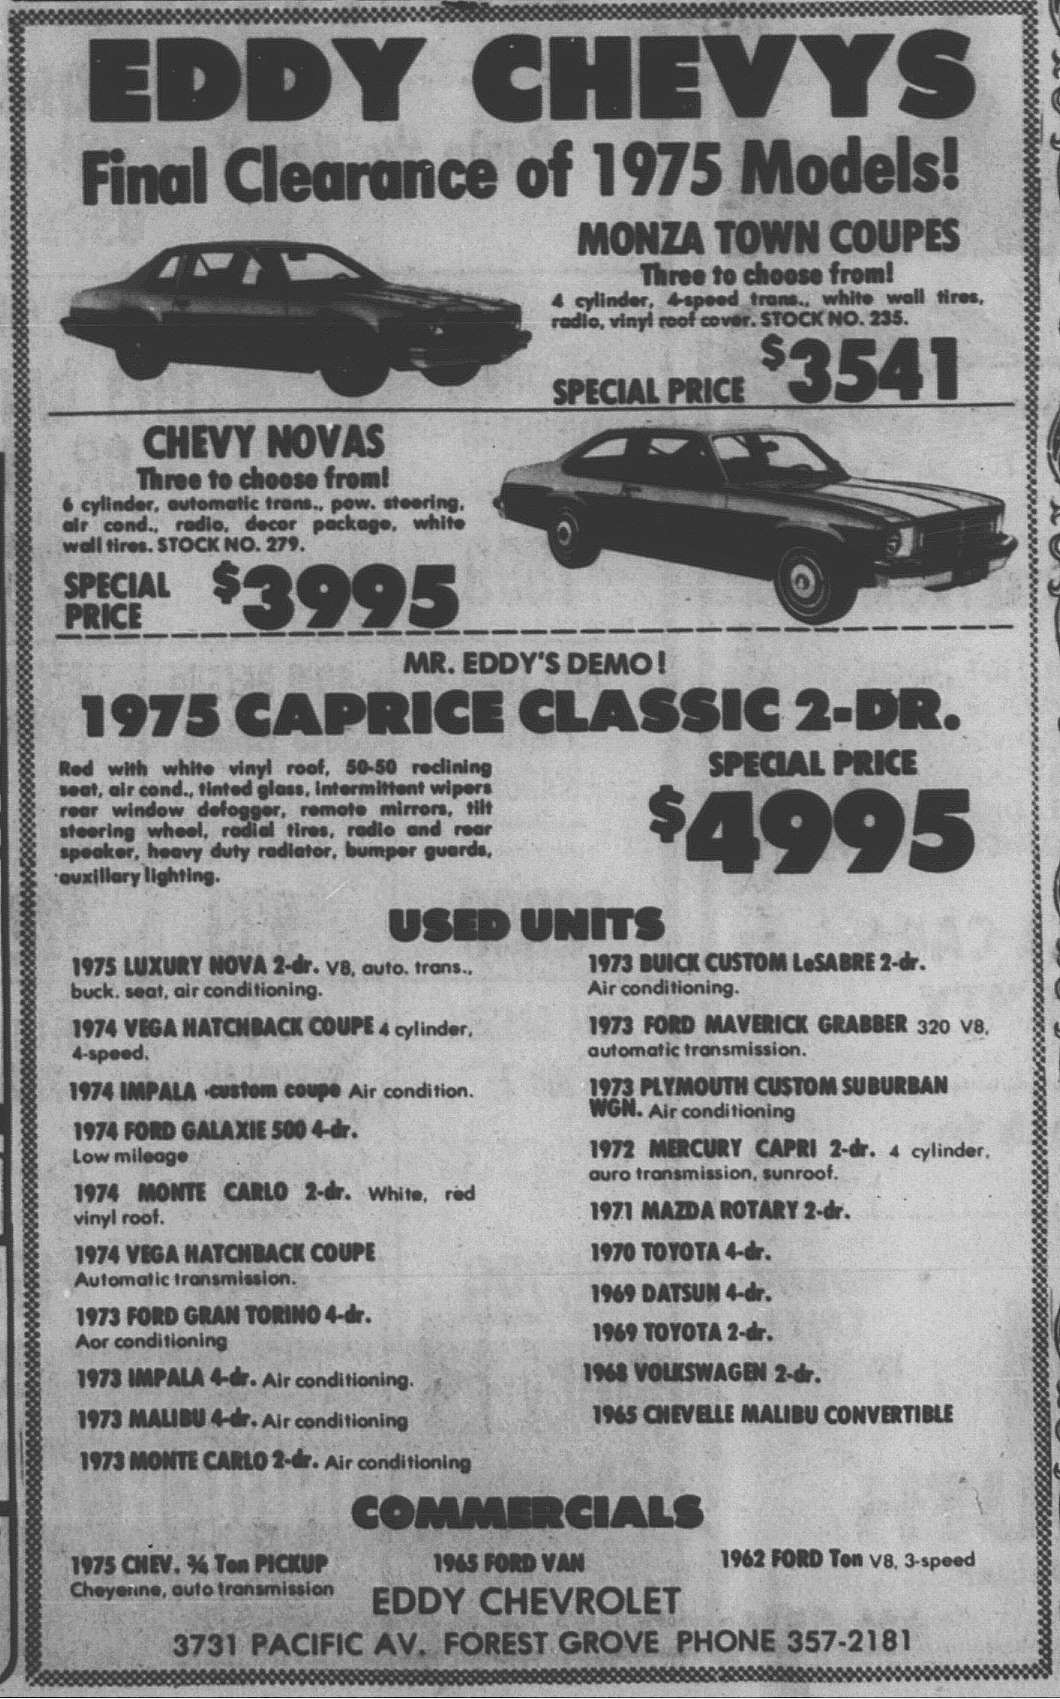 EDDY CHEVYS
Final Clearance of 1975 Models!
MONZA TOWN COUPES
Three to choose from!
4 cylinder, 4-speed trans., white wall tires,
radio, vinyl roof cover. STOCK NO. 235.
SPECIAL PRICE $3541
CHEVY NOVAS
Three to choose from!
6 cylinder, automatic trans., pow. steering,
air cond., radio, decor package, white
wall tires. STOCK NO. 279.
SPECIAL
PRICE
$3995
MR. EDDY'S DEMO!
1975 CAPRICE CLASSIC 2-DR.
Red with white vinyl roof, 50-50 reclining
seat, air cond., tinted glass, intermittent wipers
rear window defogger, remote mirrors, tilt
steering wheel, radial tires, radio and rear
speaker, heavy duty radiator, bumper guards,
auxillary lighting.
SPECIAL PRICE
$4995
USED UNITS
1975 LUXURY NOVA 2-dr. V8, auto. trans.,
buck. seat, air conditioning.
1974 VEGA HATCHBACK COUPE 4 cylinder,
4-speed.
1974 IMPALA custom coupe Air condition.
1974 FORD GALAXIE 500 4-dr.
Low mileage
1974 MONTE CARLO 2-dr. White, red
vinyl roof.
1974 VEGA HATCHBACK COUPE
Automatic transmission.
1973 FORD GRAN TORINO 4-dr.
Aor conditioning
1973 IMPALA 4-dr. Air conditioning.
1973 MALIBU 4-dr. Air conditioning
1973 MONTE CARLO 2-dr. Air conditioning
1973 BUICK CUSTOM LeSABRE 2-dr.
Air conditioning.
1973 FORD MAVERICK GRABBER 320 V8,
automatic transmission.
1973 PLYMOUTH CUSTOM SUBURBAN
WGN. Air conditioning
1972 MERCURY CAPRI 2-dr. 4 cylinder,
auro transmission, sunroof.
1971 MAZDA ROTARY 2-dr.
1970 TOYOTA 4-dr.
1969 DATSUN 4-dr.
1969 TOYOTA 2-dr.
1968 VOLKSWAGEN 2-dr.
1965 CHEVELLE MALIBU CONVERTIBLE
COMMERCIALS
1975 CHEV. ¾ Ton PICKUP
Cheyenne, auto transmission
1965 FORD VAN
1962 FORD Ton V8, 3-speed
EDDY CHEVROLET
3731 PACIFIC AV. FOREST GROVE PHONE 357-2181